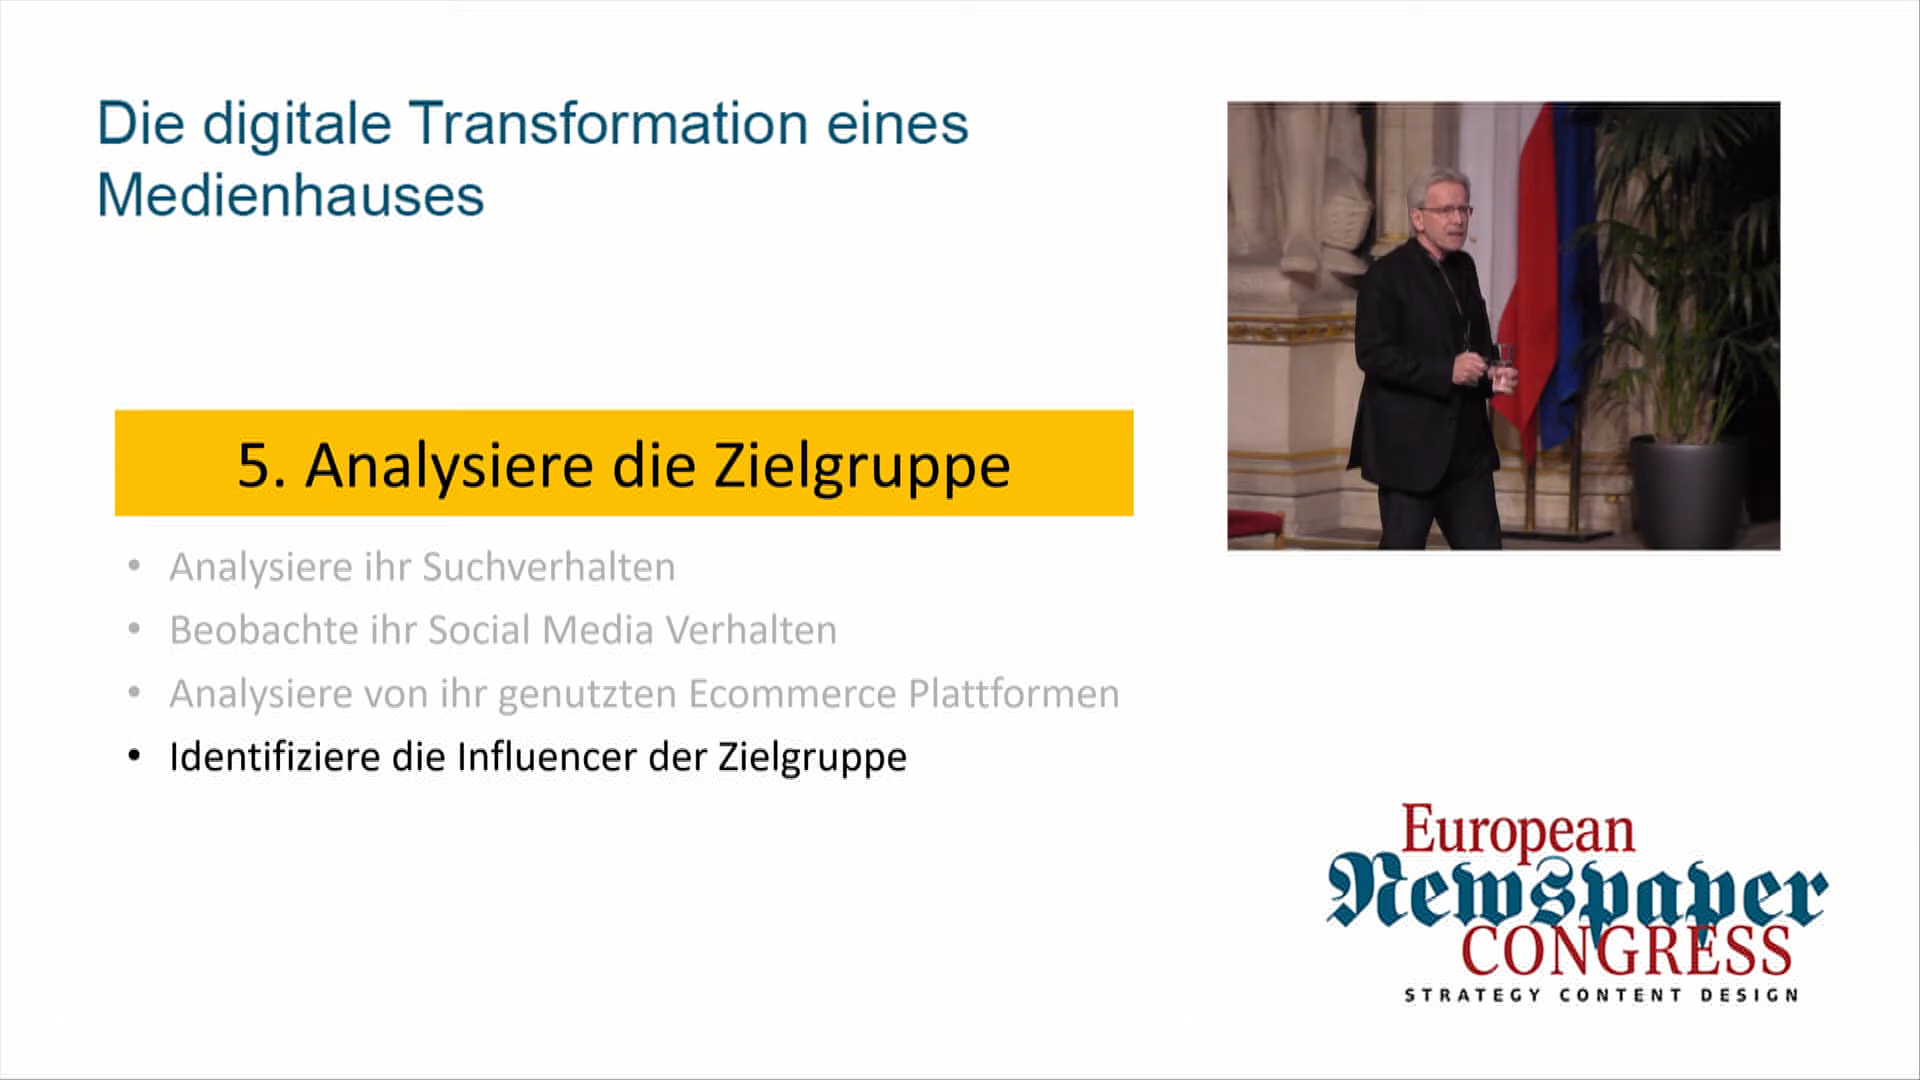 Die digitale Transformation eines
Medienhauses
5. Analysiere die Zielgruppe
• Analysiere ihr Suchverhalten
• Beobachte ihr Social Media Verhalten
• Analysiere von ihr genutzten Ecommerce Plattformen
• Identifiziere die Influencer der Zielgruppe
European
Newspaper
CONGRESS
STRATEGY CONTENT DESIGN